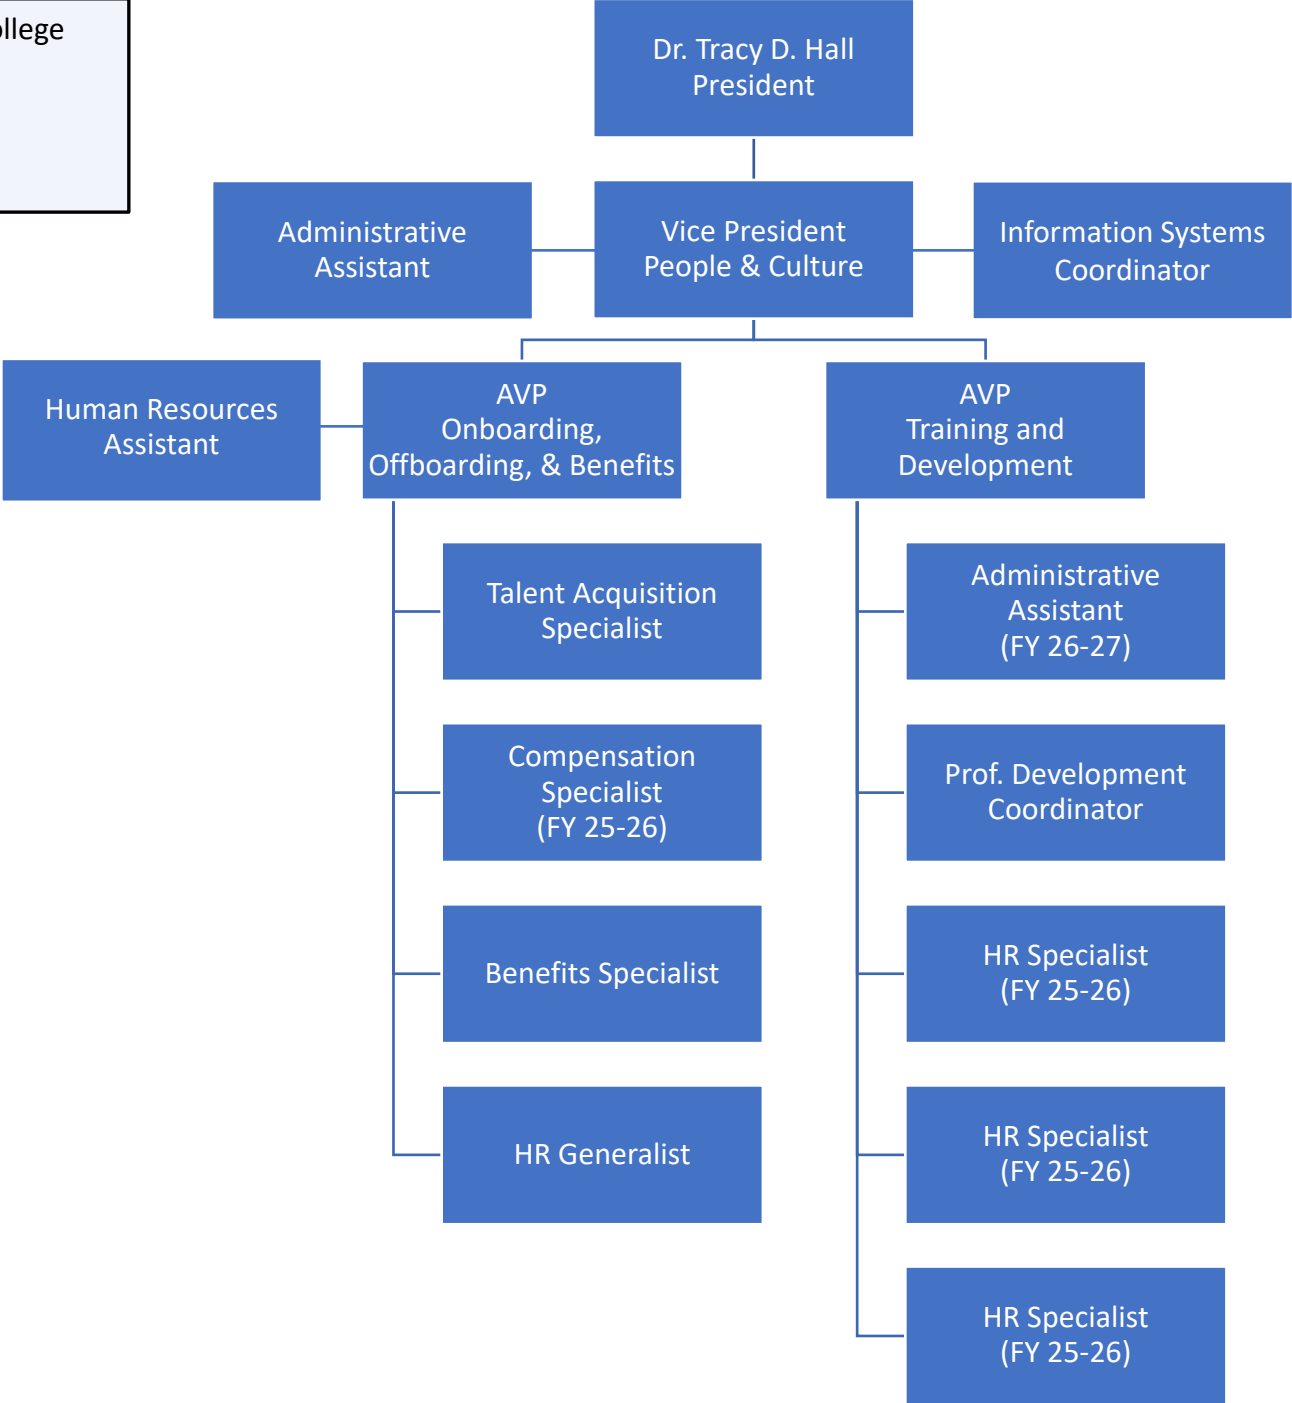 Dr. Tracy D. Hall
President
Administrative
Assistant
Vice President
People & Culture
Information Systems
Coordinator
Human Resources
Assistant
AVP
Onboarding,
Offboarding, & Benefits
AVP
Training and
Development
Talent Acquisition
Specialist
Compensation
Specialist
(FY 25-26)
Benefits Specialist
HR Generalist
Administrative
Assistant
(FY 26-27)
Prof. Development
Coordinator
HR Specialist
(FY 25-26)
HR Specialist
(FY 25-26)
HR Specialist
(FY 25-26)